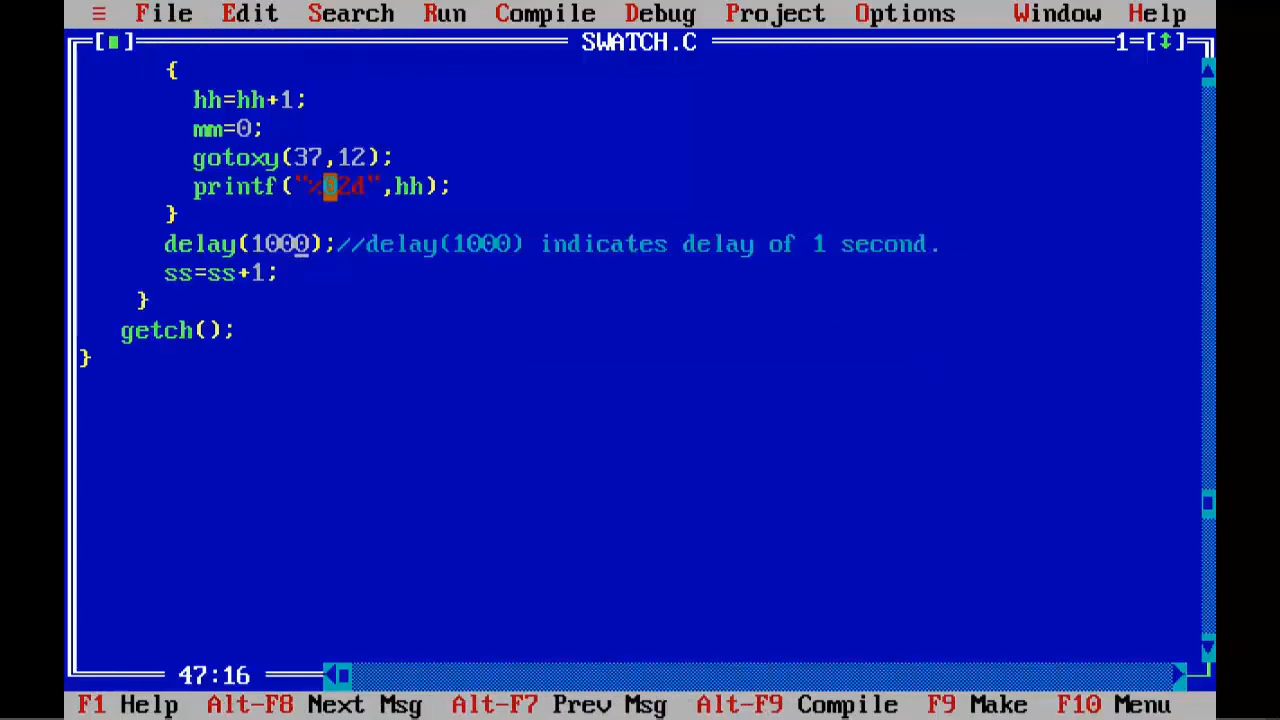 ≡ File Edit Search Run Compile Debug Project Options Window Help
[■] SWATCH.C 1=[↕]
{
hh=hh+1;
mm=0;
gotoxy(37,12);
printf("%02d",hh);
}
delay(1000);//delay(1000) indicates delay of 1 second.
ss=ss+1;
}
getch();
}
47:16
F1 Help Alt-F8 Next Msg Alt-F7 Prev Msg Alt-F9 Compile F9 Make F10 Menu